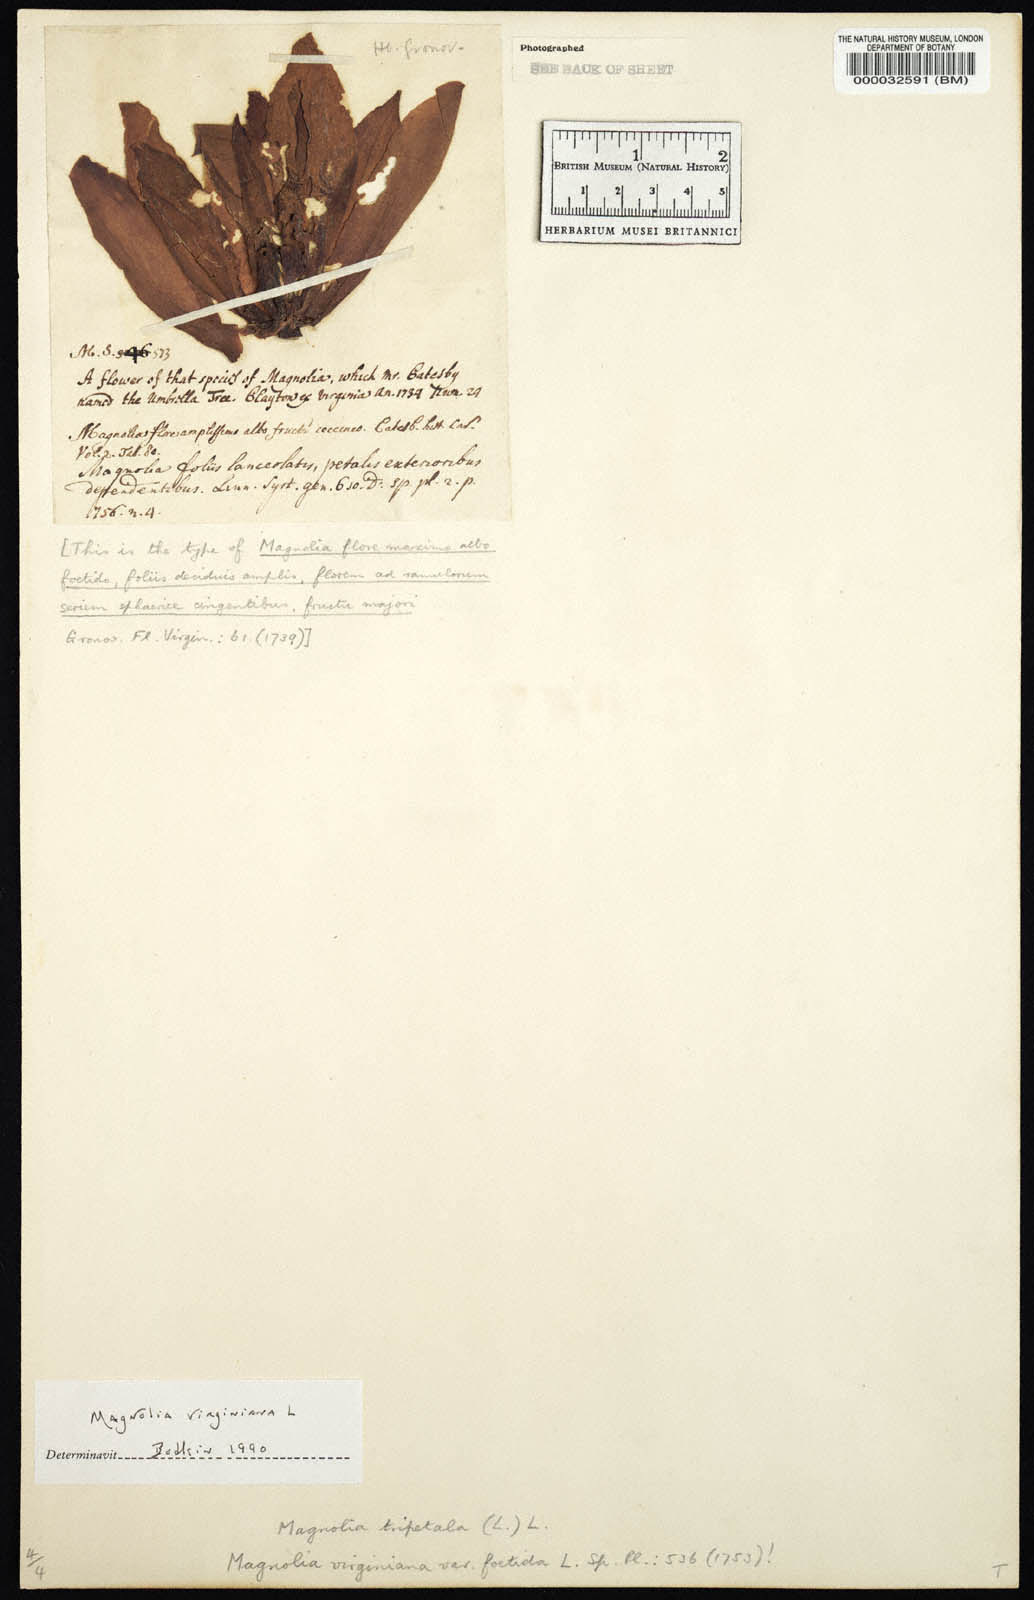 Hb. Gronov.
Photographed
SEE BACK OF SHEET
THE NATURAL HISTORY MUSEUM, LONDON
DEPARTMENT OF BOTANY
000032591 (BM)
1 2
BRITISH MUSEUM (NATURAL HISTORY)
1 2 3 4 5
HERBARIUM MUSEI BRITANNICI
M. S. 573
A flower of that species of Magnolia, which Mr. Catesby
named the Umbrella Tree. Clayton ex Virginia An. 1734 Num. 21
Magnolia flore amplissimo albo fructu coccineo. Catesb. hist. Car.
Vol. 2. Tab. 80.
Magnolia foliis lanceolatis, petalis exterioribus
dependentibus. Linn. Syst. gen. 610. D: sp. pl. 2. p.
1756. n. 4.
[This is the type of Magnolia flore maximo albo
foetido, foliis deciduis amplis, florem ad ramulorum
seriem sphaerice cingentibus, fructu majori
Gronov. Fl. Virgin.: 61. (1739)]
Magnolia virginiana L
Determinavit Bodkin 1990
Magnolia tripetala (L.) L.
Magnolia virginiana var. foetida L. Sp. Pl.: 536 (1753)!
4/4
T